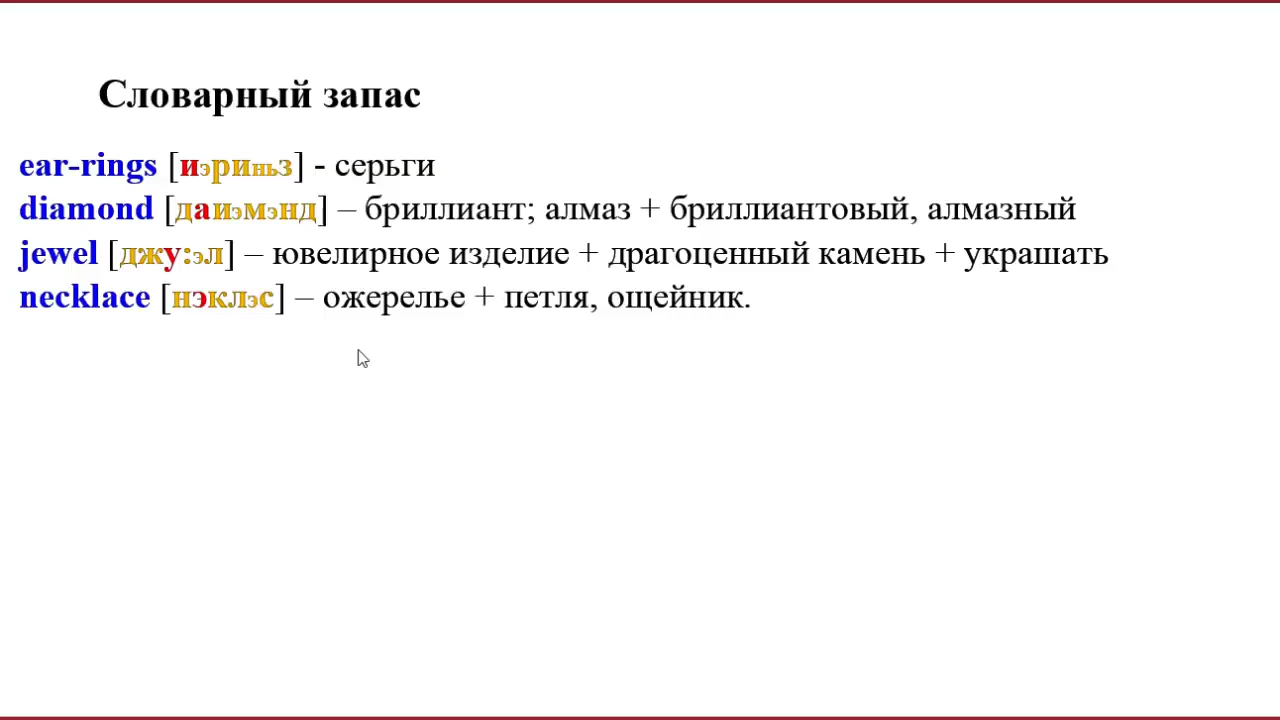 Словарный запас
ear-rings [иэриньз] - серьги
diamond [даиэмэнд] – бриллиант; алмаз + бриллиантовый, алмазный
jewel [джу:эл] – ювелирное изделие + драгоценный камень + украшать
necklace [нэклэс] – ожерелье + петля, ощейник.